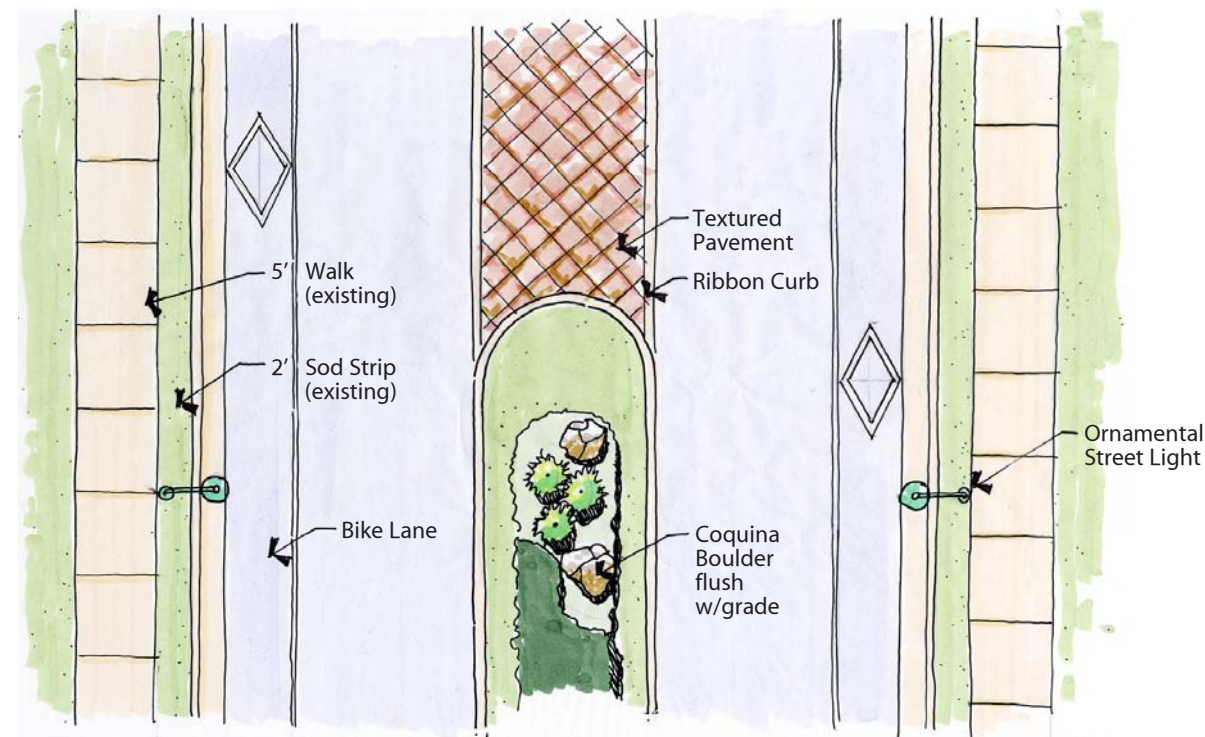 Textured
Pavement
5' Walk
(existing)
Ribbon Curb
2' Sod Strip
(existing)
Ornamental
Street Light
Bike Lane
Coquina
Boulder
flush
w/grade